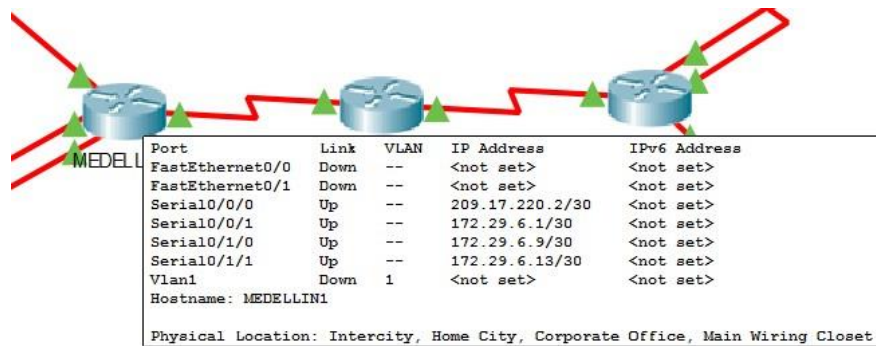 MEDELL
Port Link VLAN IP Address IPv6 Address
FastEthernet0/0 Down -- <not set> <not set>
FastEthernet0/1 Down -- <not set> <not set>
Serial0/0/0 Up -- 209.17.220.2/30 <not set>
Serial0/0/1 Up -- 172.29.6.1/30 <not set>
Serial0/1/0 Up -- 172.29.6.9/30 <not set>
Serial0/1/1 Up -- 172.29.6.13/30 <not set>
Vlan1 Down 1 <not set> <not set>
Hostname: MEDELLIN1
Physical Location: Intercity, Home City, Corporate Office, Main Wiring Closet